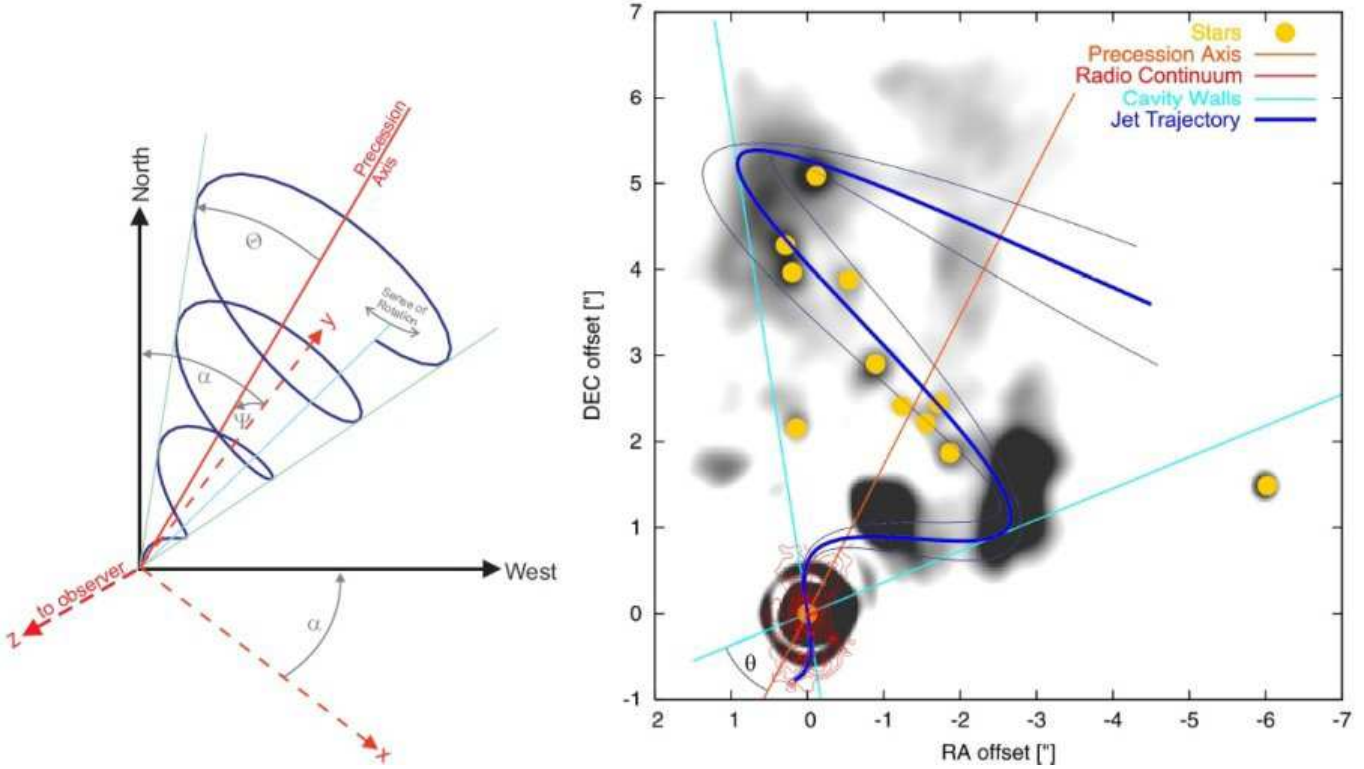 North
Precession
Axis
Θ
Sense of
Rotation
y
α
Ψ
to observer
z
West
α
x
7
6
5
4
3
2
1
0
-1
DEC offset ["]
Stars
Precession Axis
Radio Continuum
Cavity Walls
Jet Trajectory
θ
2
1
0
-1
-2
-3
-4
-5
-6
-7
RA offset ["]